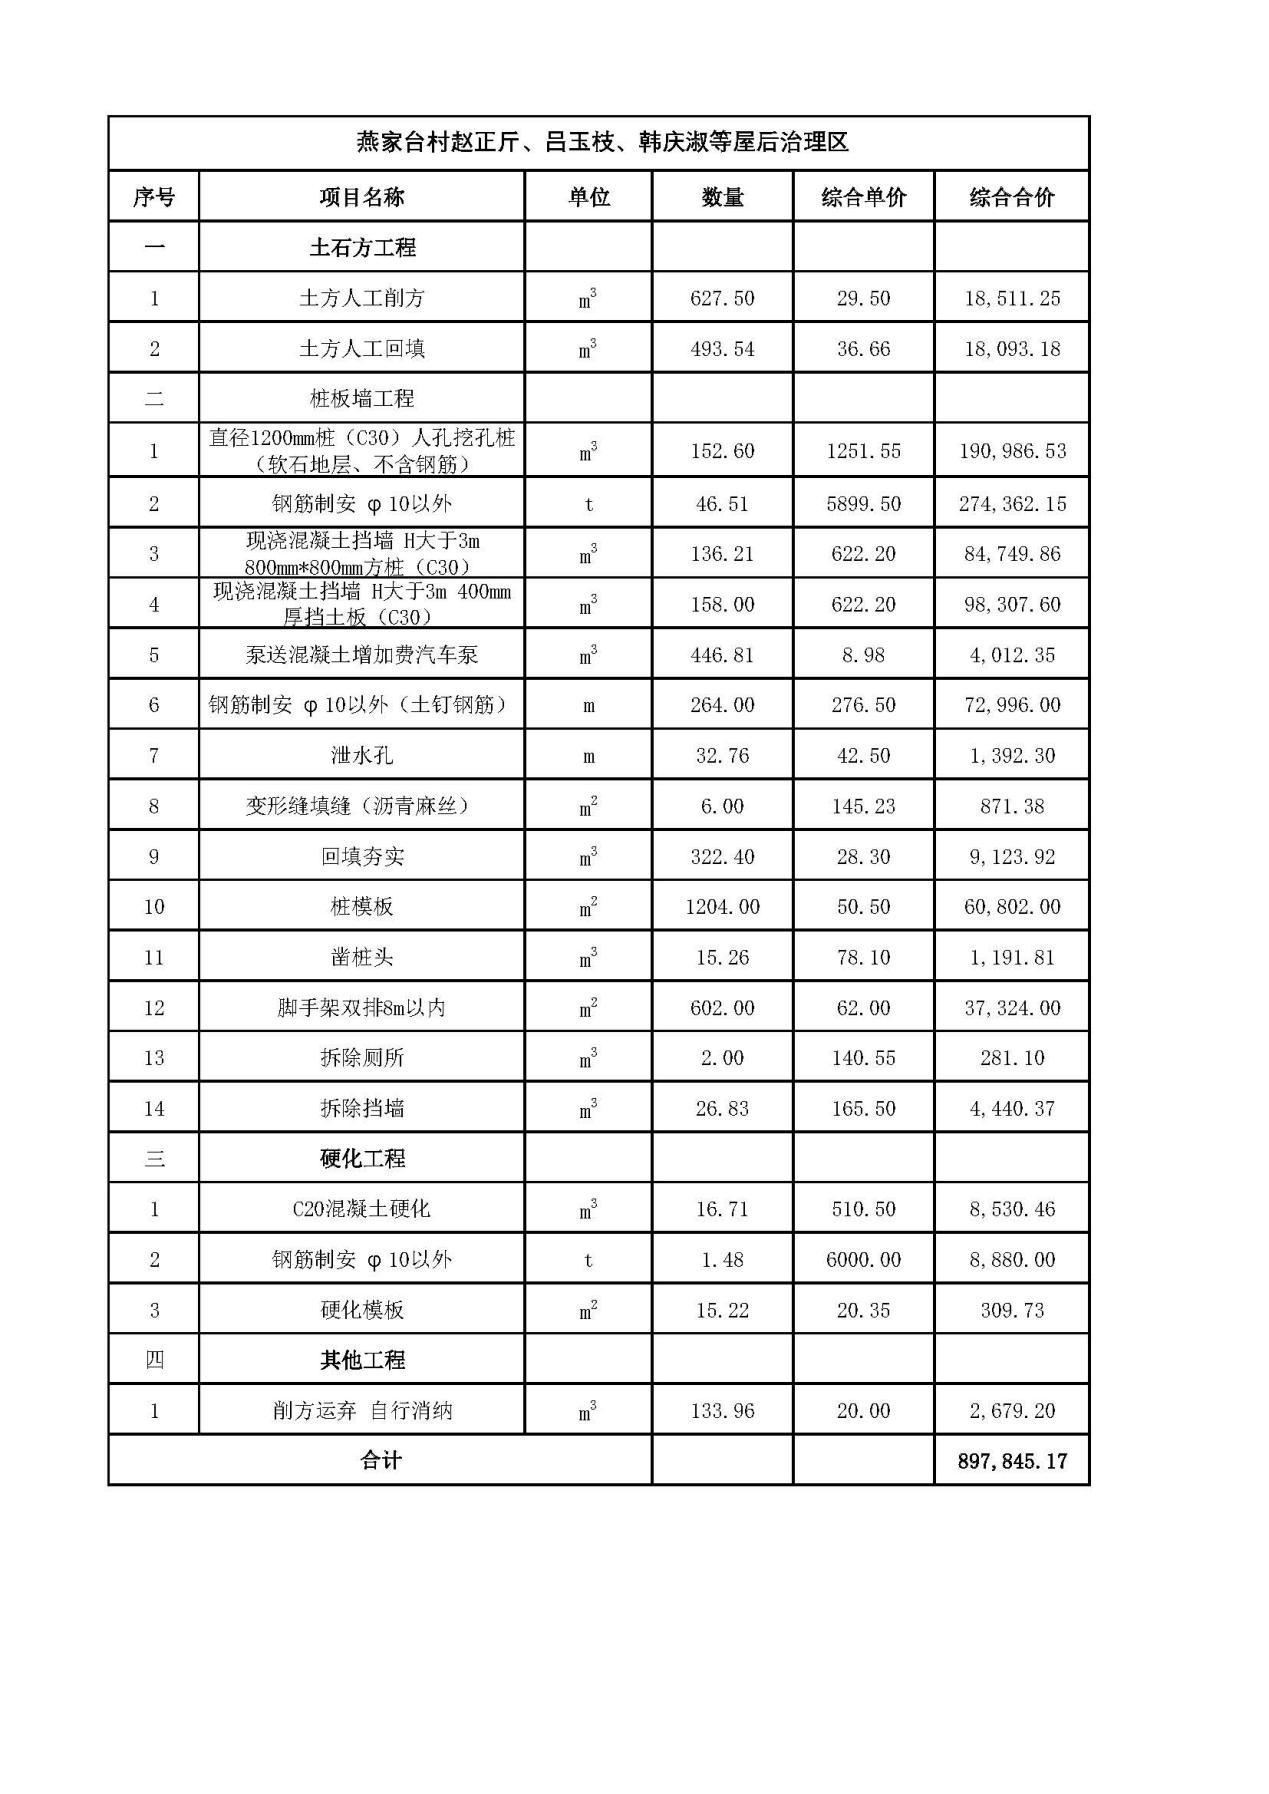 燕家台村赵正斤、吕玉枝、韩庆淑等屋后治理区
序号 项目名称 单位 数量 综合单价 综合合价
一 土石方工程
1 土方人工削方 m³ 627.50 29.50 18,511.25
2 土方人工回填 m³ 493.54 36.66 18,093.18
二 桩板墙工程
1 直径1200mm桩（C30）人孔挖孔桩
（软石地层、不含钢筋） m³ 152.60 1251.55 190,986.53
2 钢筋制安 φ10以外 t 46.51 5899.50 274,362.15
3 现浇混凝土挡墙 H大于3m
800mm*800mm方桩（C30） m³ 136.21 622.20 84,749.86
4 现浇混凝土挡墙 H大于3m 400mm
厚挡土板（C30） m³ 158.00 622.20 98,307.60
5 泵送混凝土增加费汽车泵 m³ 446.81 8.98 4,012.35
6 钢筋制安 φ10以外（土钉钢筋） m 264.00 276.50 72,996.00
7 泄水孔 m 32.76 42.50 1,392.30
8 变形缝填缝（沥青麻丝） m² 6.00 145.23 871.38
9 回填夯实 m³ 322.40 28.30 9,123.92
10 桩模板 m² 1204.00 50.50 60,802.00
11 凿桩头 m³ 15.26 78.10 1,191.81
12 脚手架双排8m以内 m² 602.00 62.00 37,324.00
13 拆除厕所 m³ 2.00 140.55 281.10
14 拆除挡墙 m³ 26.83 165.50 4,440.37
三 硬化工程
1 C20混凝土硬化 m³ 16.71 510.50 8,530.46
2 钢筋制安 φ10以外 t 1.48 6000.00 8,880.00
3 硬化模板 m² 15.22 20.35 309.73
四 其他工程
1 削方运弃 自行消纳 m³ 133.96 20.00 2,679.20
合计 897,845.17